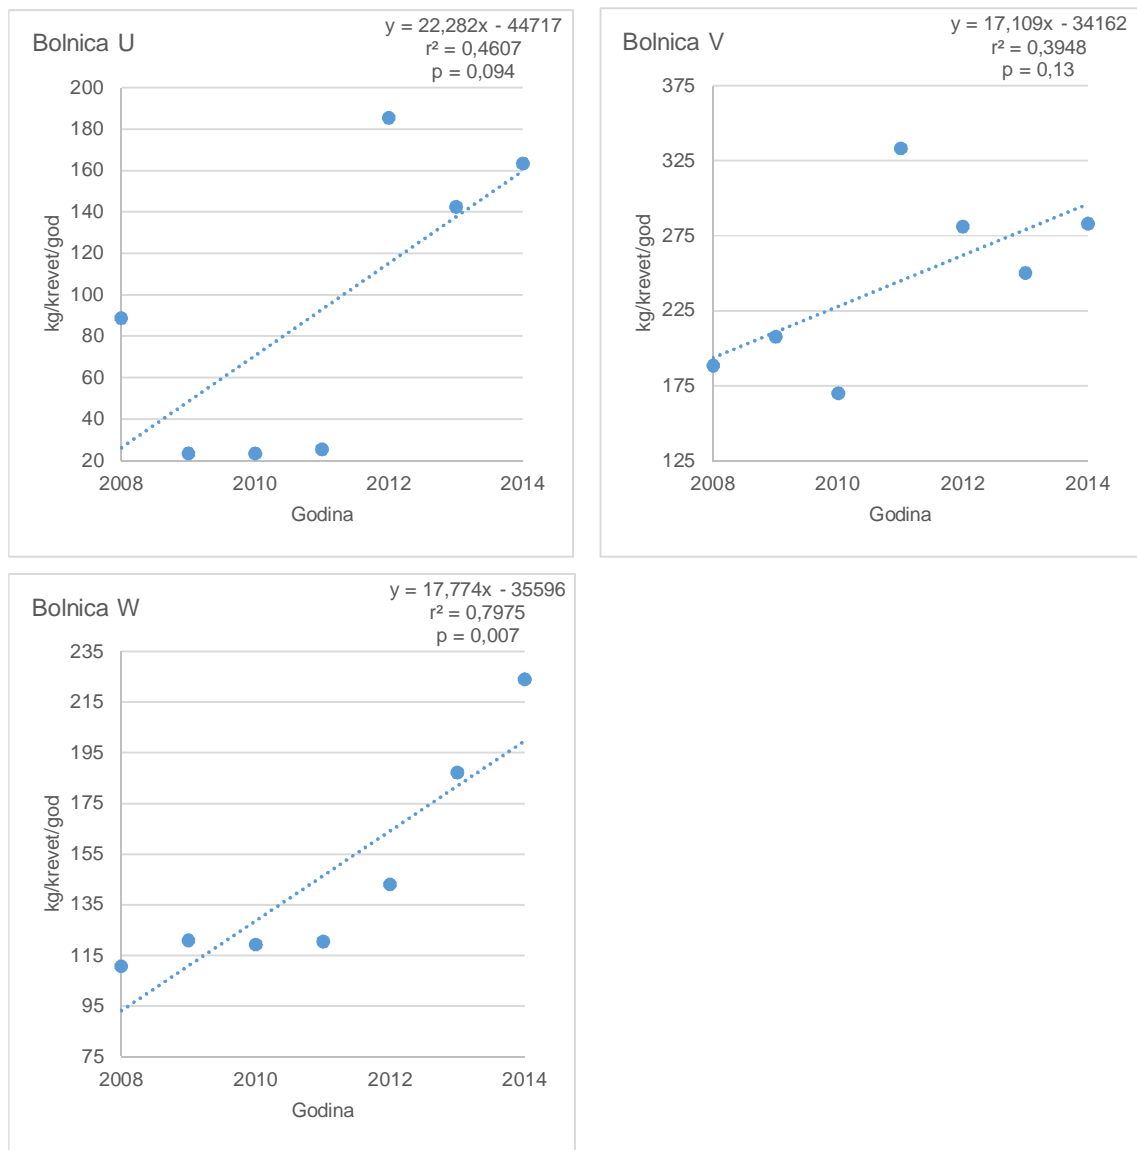 Bolnica U
y = 22,282x - 44717
r² = 0,4607
p = 0,094
200
180
160
140
120
100
80
60
40
20
kg/krevet/god
2008 2010 2012 2014
Godina
Bolnica V
y = 17,109x - 34162
r² = 0,3948
p = 0,13
375
325
275
225
175
125
kg/krevet/god
2008 2010 2012 2014
Godina
Bolnica W
y = 17,774x - 35596
r² = 0,7975
p = 0,007
235
215
195
175
155
135
115
95
75
kg/krevet/god
2008 2010 2012 2014
Godina